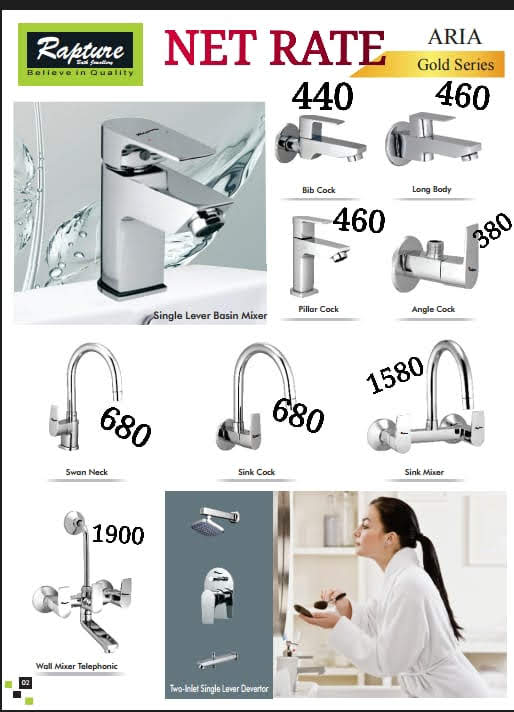 Rapture
Bath Jewellery
Believe in Quality
NET RATE
ARIA
Gold Series
440
460
Bib Cock
Long Body
460
380
Single Lever Basin Mixer
Pillar Cock
Angle Cock
680
680
1580
Swan Neck
Sink Cock
Sink Mixer
1900
Wall Mixer Telephonic
Two-Inlet Single Lever Devertor
02